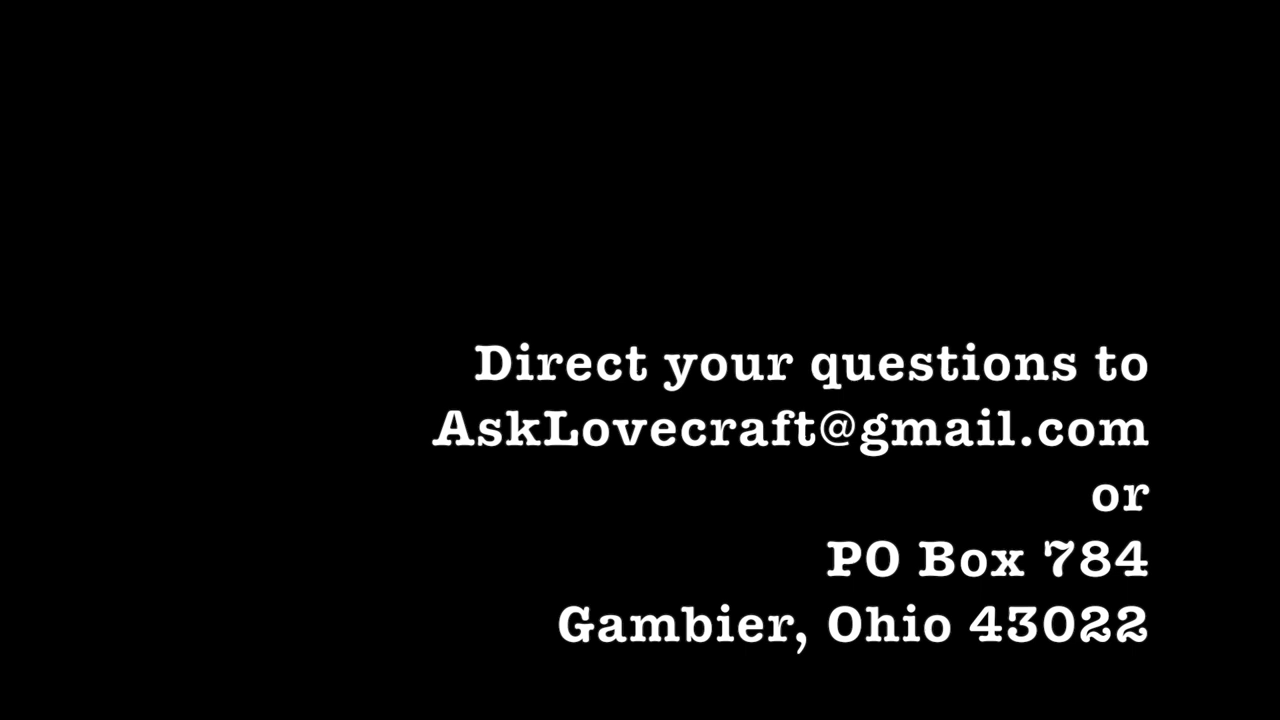 Direct your questions to
AskLovecraft@gmail.com
or
PO Box 784
Gambier, Ohio 43022